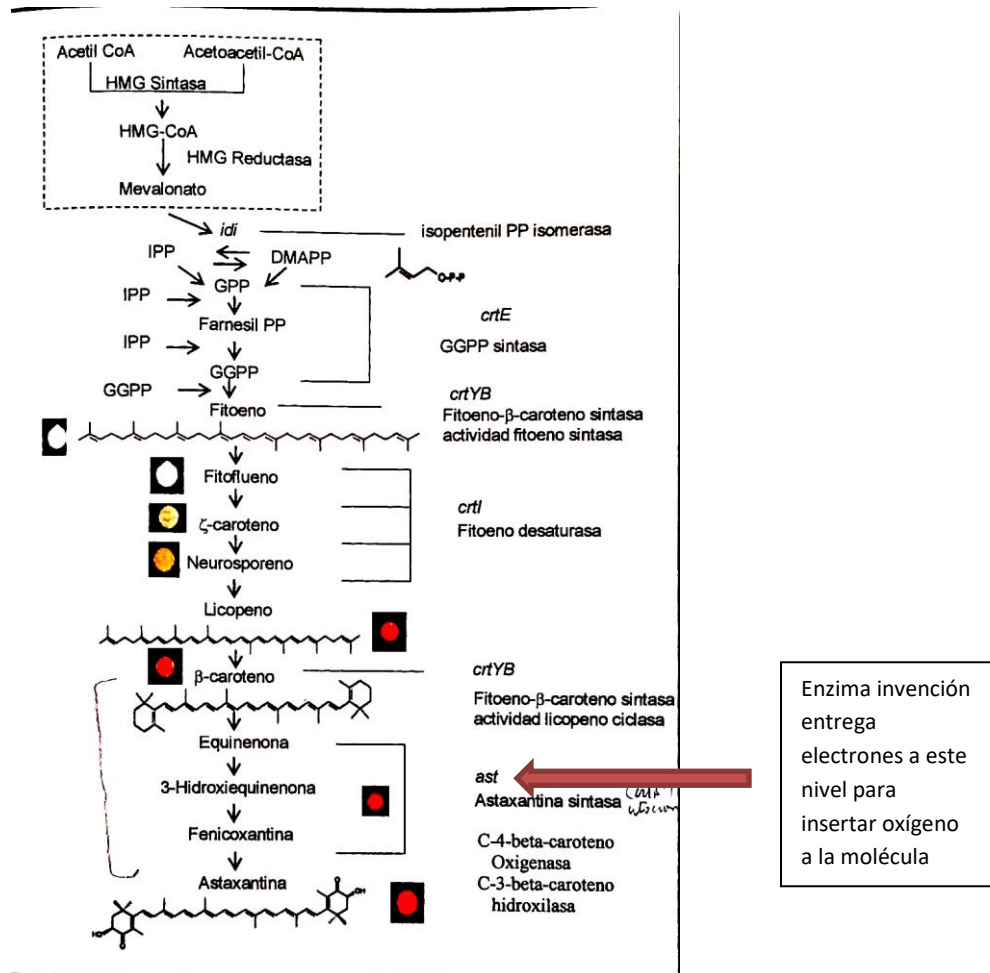 Acetil CoA Acetoacetil-CoA
HMG Sintasa
HMG-CoA
HMG Reductasa
Mevalonato
idi isopentenil PP isomerasa
IPP DMAPP
O-P-P
GPP
IPP
crtE
Farnesil PP
IPP GGPP sintasa
GGPP
GGPP crtYB
Fitoeno Fitoeno-β-caroteno sintasa
actividad fitoeno sintasa
Fitoflueno
crtI
ζ-caroteno Fitoeno desaturasa
Neurosporeno
Licopeno
β-caroteno crtYB
Fitoeno-β-caroteno sintasa
actividad licopeno ciclasa
Equinenona
ast
3-Hidroxiequinenona
Astaxantina sintasa
Fenicoxantina
C-4-beta-caroteno
Oxigenasa
Astaxantina C-3-beta-caroteno
hidroxilasa
O
OH
HO
O
Enzima invención
entrega
electrones a este
nivel para
insertar oxígeno
a la molécula